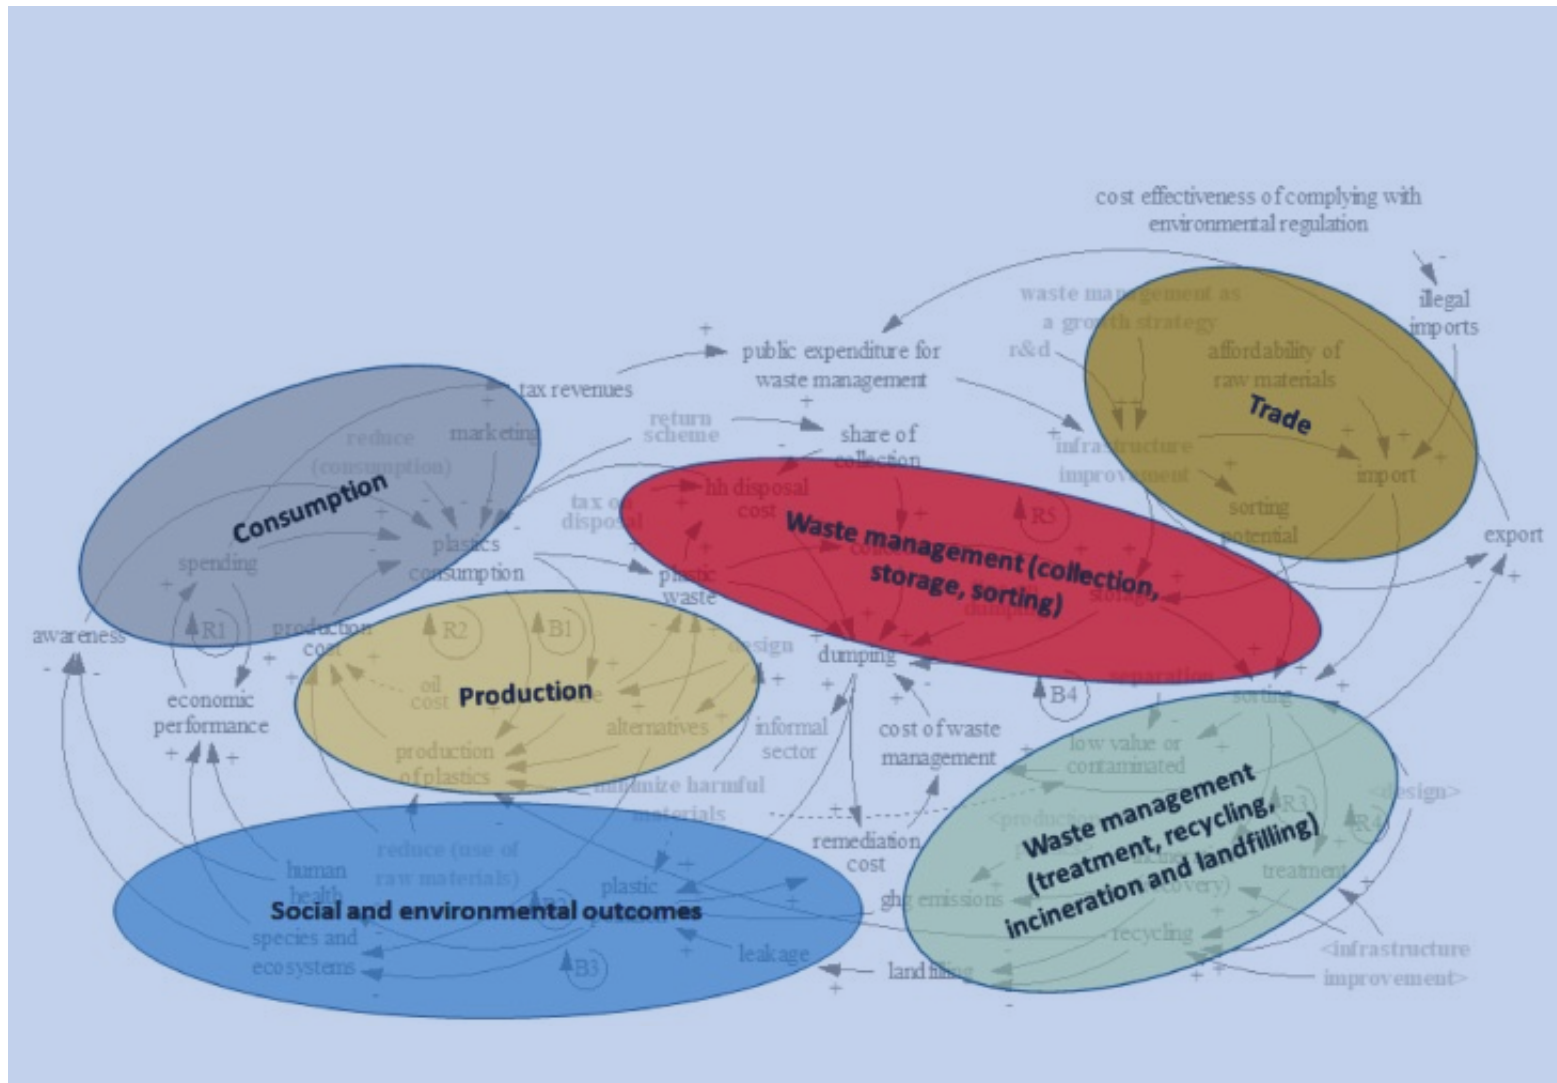 cost effectiveness of complying with
environmental regulation
-
illegal
imports
waste management as
a growth strategy
r&d
affordability of
raw materials
Trade
+
public expenditure for
waste management
tax revenues
+
+
return
scheme
share of
collection
marketing
reduce
(consumption)
Consumption
infrastructure
improvement
import
sorting
potential
export
tax on
disposal
hh disposal
cost
R5
Waste management (collection,
storage, sorting)
storage
plastics
consumption
spending
plastic
waste
awareness
R1
production
cost
R2
B1
design
dumping
separation
sorting
B4
economic
performance
oil
cost
Production
alternatives
informal
sector
cost of waste
management
low value or
contaminated
production
of plastics
minimize harmful
materials
<design>
<production
Waste management
(treatment, recycling,
incineration and landfilling)
R3
R4
remediation
cost
treatment
reduce (use of
raw materials)
human
health
plastic
Social and environmental outcomes
ghg emissions
recycling
species and
ecosystems
B3
leakage
landfilling
<infrastructure
improvement>